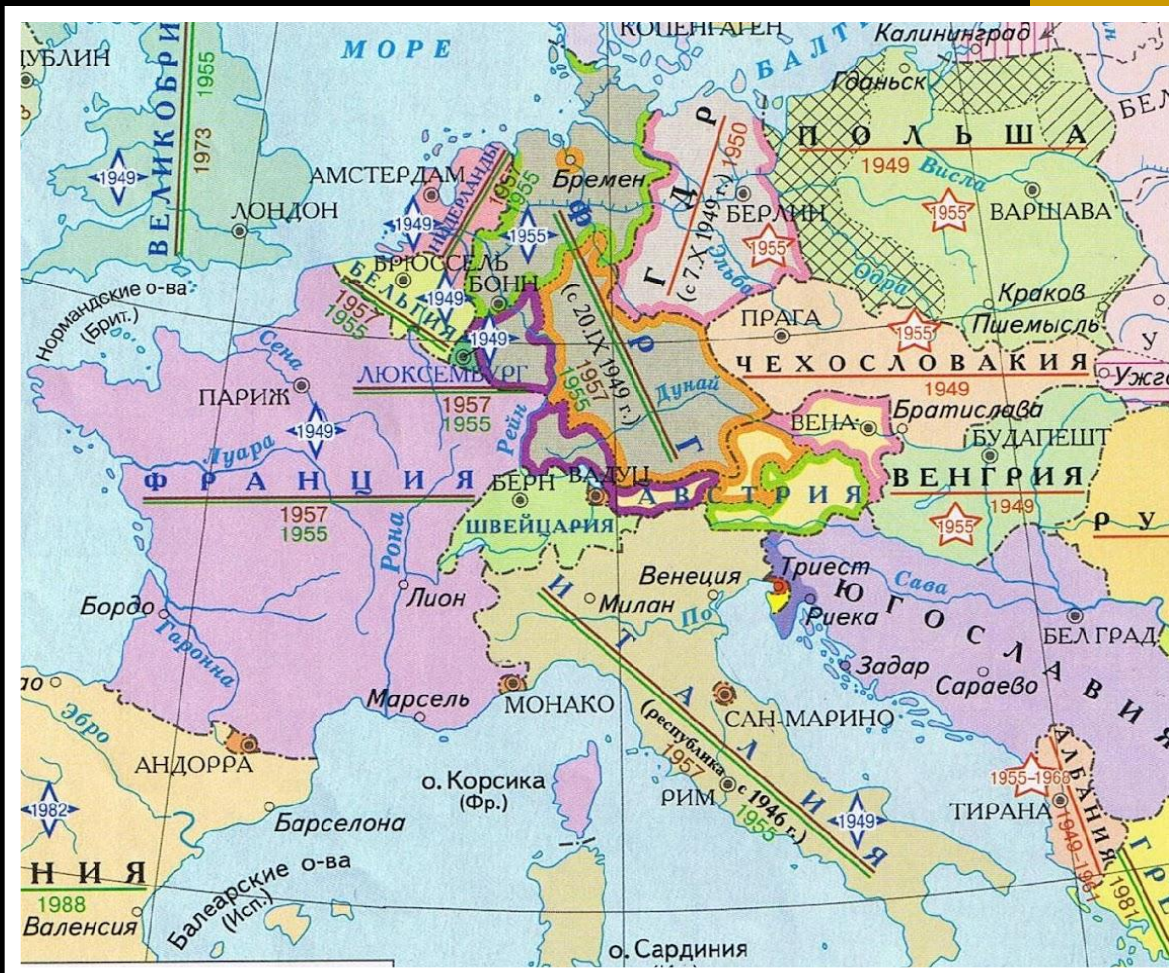 КОПЕНГАГЕН
Калининград
МОРЕ
Гданьск
ВЕЛИКОБРИ
1955
1973
1949
АМСТЕРДАМ
НИДЕРЛАНДЫ
1957
1955
1949
Бремен
1955
ГДР
1950
(с 7.X 1949 г.)
БЕРЛИН
1955
Эльба
ПОЛЬША
1949
Висла
1955
ВАРШАВА
Одра
Краков
Пшемысль
ЛОНДОН
Нормандские о-ва
(Брит.)
БРЮССЕЛЬ
БЕЛЬГИЯ
1949
1957
1955
БОНН
ФРГ
(с 20.IX 1949 г.)
1957
1955
1949
ЛЮКСЕМБУРГ
1957
1955
ПРАГА
1955
ЧЕХОСЛОВАКИЯ
1949
Сена
ПАРИЖ
1949
Луара
Рейн
Дунай
ВЕНА
Братислава
БУДАПЕШТ
ФРАНЦИЯ
1957
1955
БЕРН
ВАДУЦ
АВСТРИЯ
ШВЕЙЦАРИЯ
ВЕНГРИЯ
1949
1955
Рона
Лион
Бордо
Гаронна
Марсель
МОНАКО
Венеция
Милан
По
Триест
Риека
Сава
ЮГОСЛАВИЯ
БЕЛГРАД
Задар
Сараево
ИТАЛИЯ
(республика с 1946 г.)
1957
1955
1949
САН-МАРИНО
РИМ
Эбро
АНДОРРА
1982
Барселона
НИЯ
1988
Валенсия
Балеарские о-ва
(Исп.)
о. Корсика
(Фр.)
о. Сардиния
1955-1968
ТИРАНА
АЛБАНИЯ
1949-1961
1981